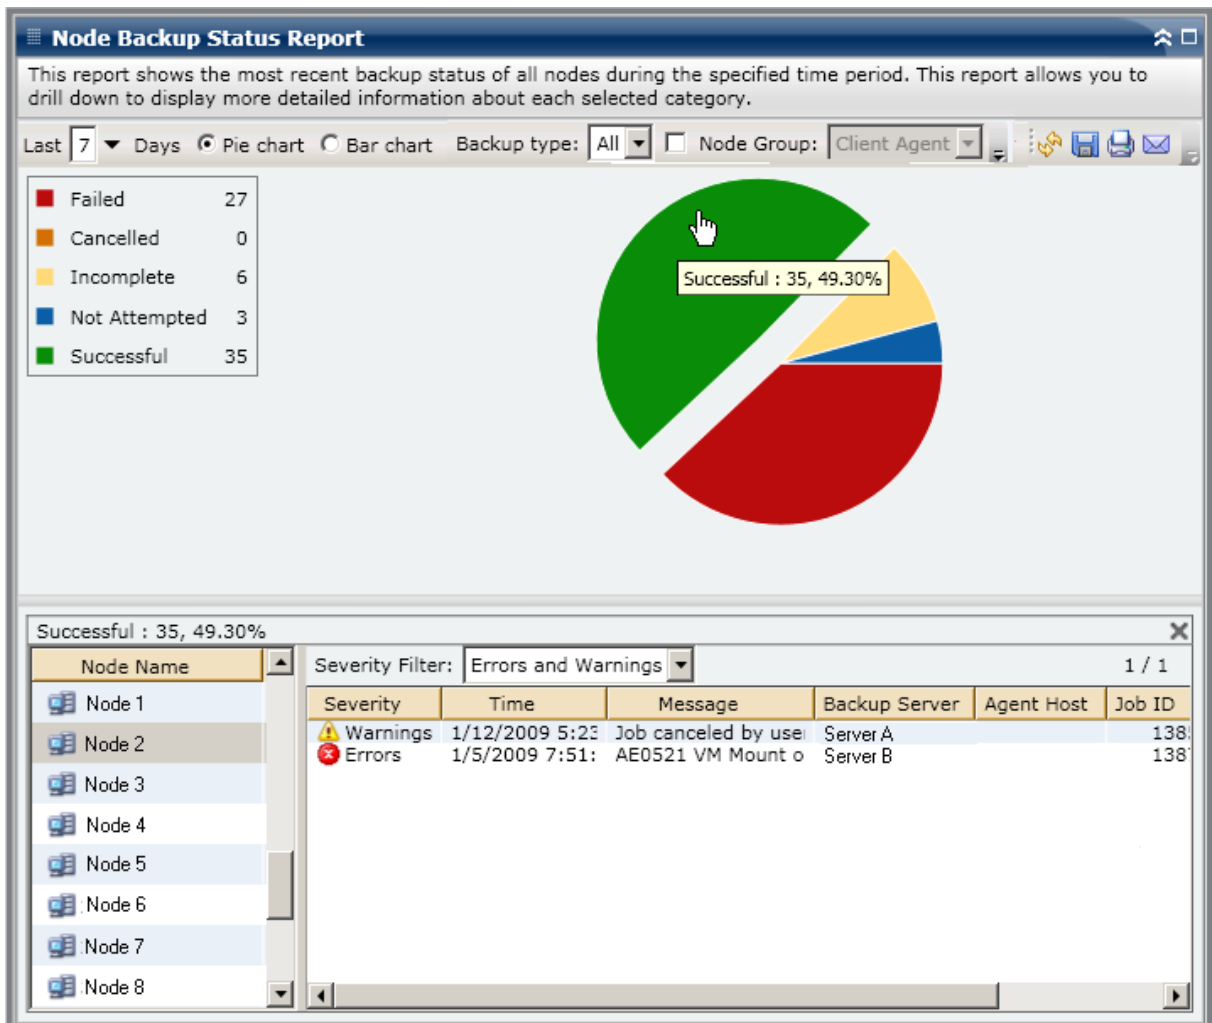 Node Backup Status Report
This report shows the most recent backup status of all nodes during the specified time period. This report allows you to
drill down to display more detailed information about each selected category.
Last 7 Days Pie chart Bar chart Backup type: All Node Group: Client Agent
Failed 27
Cancelled 0
Incomplete 6
Not Attempted 3
Successful 35
Successful : 35, 49.30%
Successful : 35, 49.30%
Node Name
Node 1
Node 2
Node 3
Node 4
Node 5
Node 6
Node 7
Node 8
Severity Filter: Errors and Warnings 1 / 1
Severity Time Message Backup Server Agent Host Job ID
Warnings 1/12/2009 5:23 Job canceled by Server A
Errors 1/5/2009 7:51: AE0521 VM Mount o Server B 138